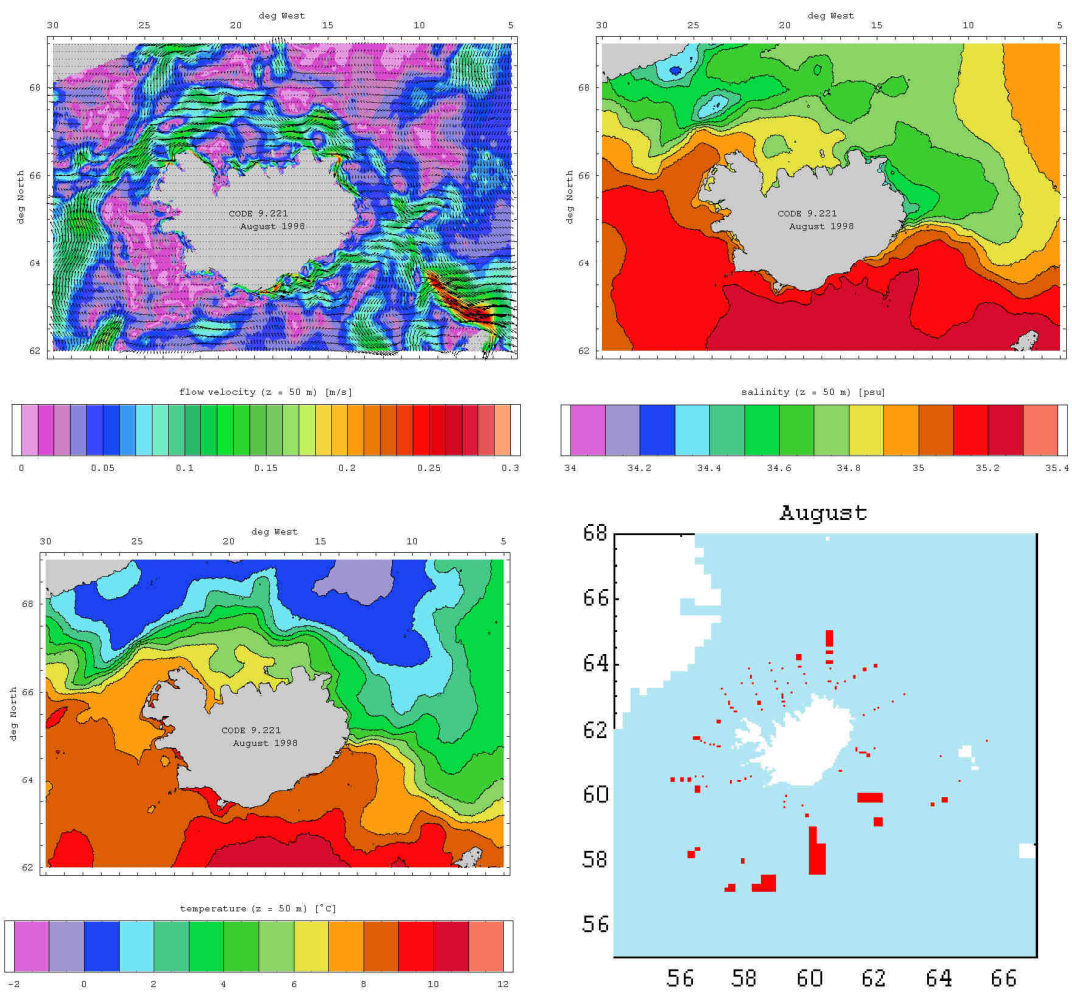 deg West
30 25 20 15 10 5
deg North
68
66
64
62
CODE 9.221
August 1998
flow velocity (z = 50 m) [m/s]
0 0.05 0.1 0.15 0.2 0.25 0.3
deg West
30 25 20 15 10 5
deg North
68
66
64
62
CODE 9.221
August 1998
salinity (z = 50 m) [psu]
34 34.2 34.4 34.6 34.8 35 35.2 35.4
deg West
30 25 20 15 10 5
deg North
68
66
64
62
CODE 9.221
August 1998
temperature (z = 50 m) [°C]
-2 0 2 4 6 8 10 12
August
68
66
64
62
60
58
56
56 58 60 62 64 66